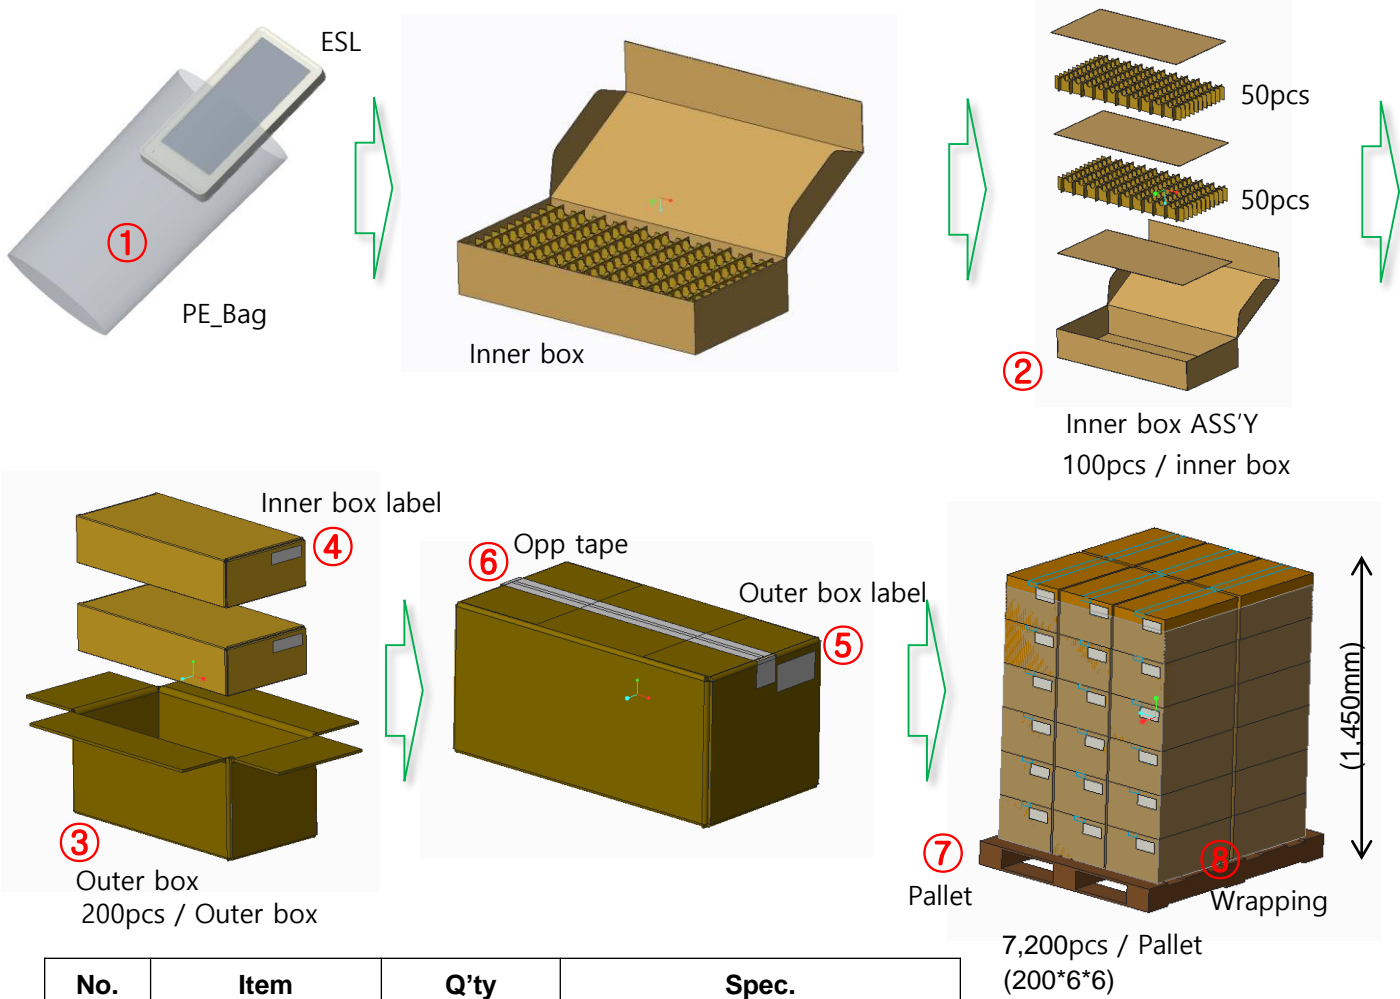 ESL
①
PE_Bag
Inner box
50pcs
50pcs
②
Inner box ASS'Y
100pcs / inner box
Inner box label
④
③
Outer box
200pcs / Outer box
⑥ Opp tape
Outer box label
⑤
(1,450mm)
⑦
Pallet
⑧
Wrapping
7,200pcs / Pallet
(200*6*6)
No. Item Q'ty Spec.